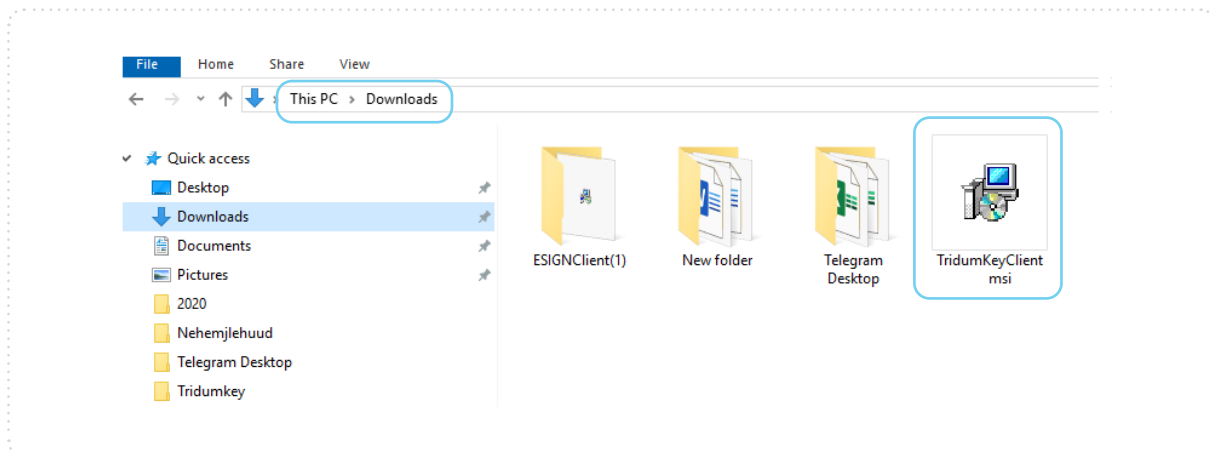 File Home Share View
This PC > Downloads
Quick access
Desktop
Downloads
Documents
Pictures
2020
Nehemjlehuud
Telegram Desktop
Tridumkey
ESIGNClient(1)
New folder
Telegram
Desktop
TridumKeyClient
msi